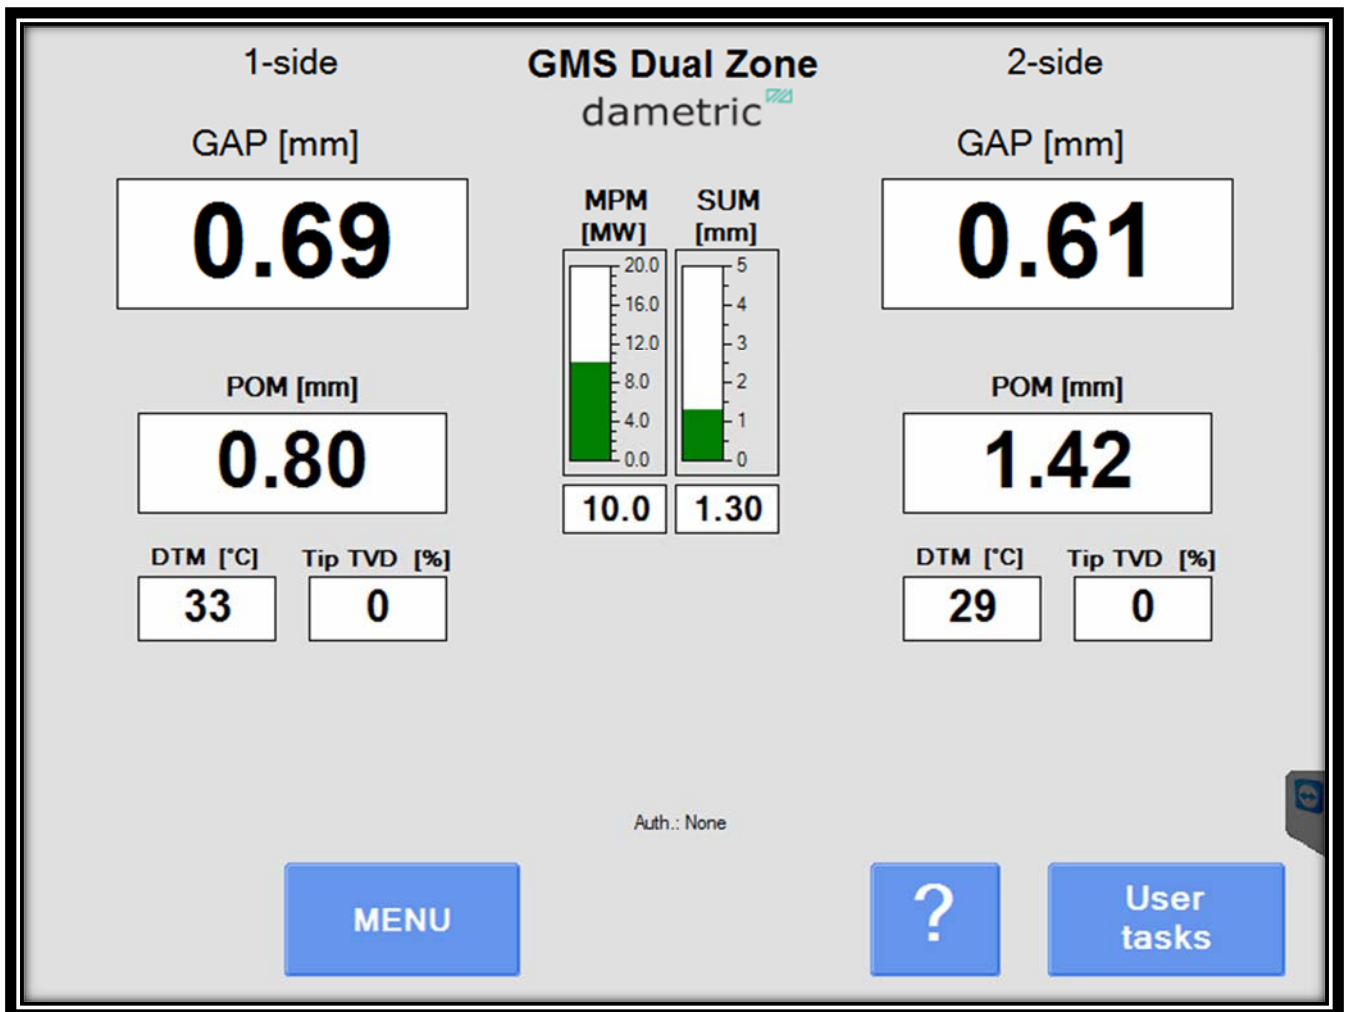 1-side
GMS Dual Zone
2-side
dametric
GAP [mm]
GAP [mm]
0.69
0.61
MPM
[MW]
SUM
[mm]
20.0
16.0
12.0
8.0
4.0
0.0
5
4
3
2
1
0
10.0
1.30
POM [mm]
POM [mm]
0.80
1.42
DTM [°C]
Tip TVD [%]
DTM [°C]
Tip TVD [%]
33
0
29
0
Auth.: None
MENU
?
User
tasks